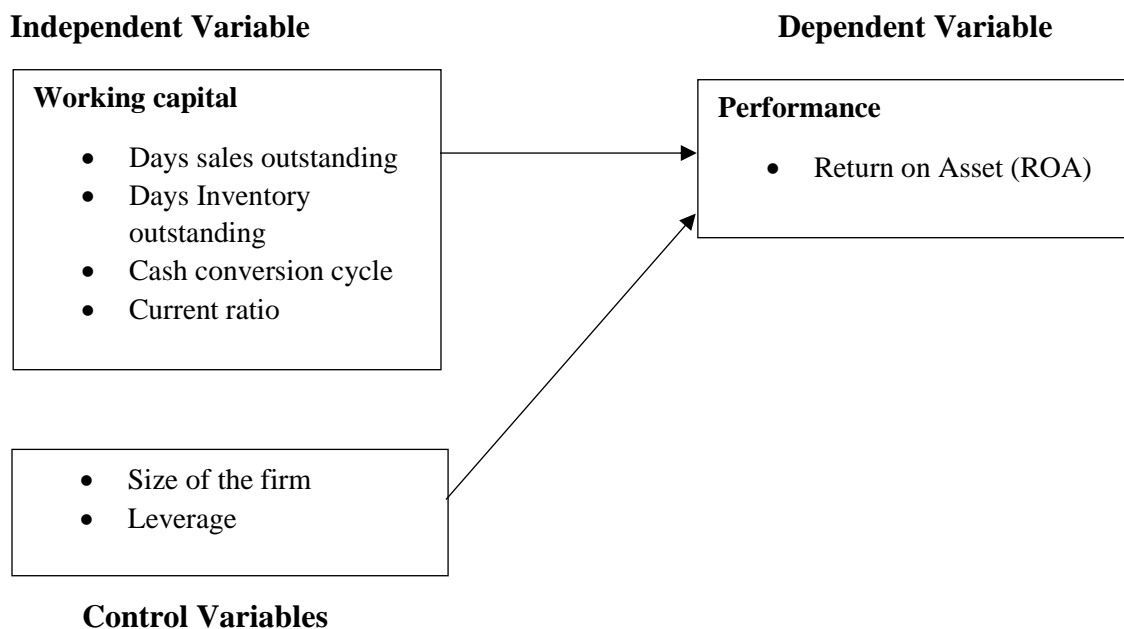 Independent Variable
Dependent Variable
Working capital
• Days sales outstanding
• Days Inventory
outstanding
• Cash conversion cycle
• Current ratio
Performance
• Return on Asset (ROA)
• Size of the firm
• Leverage
Control Variables